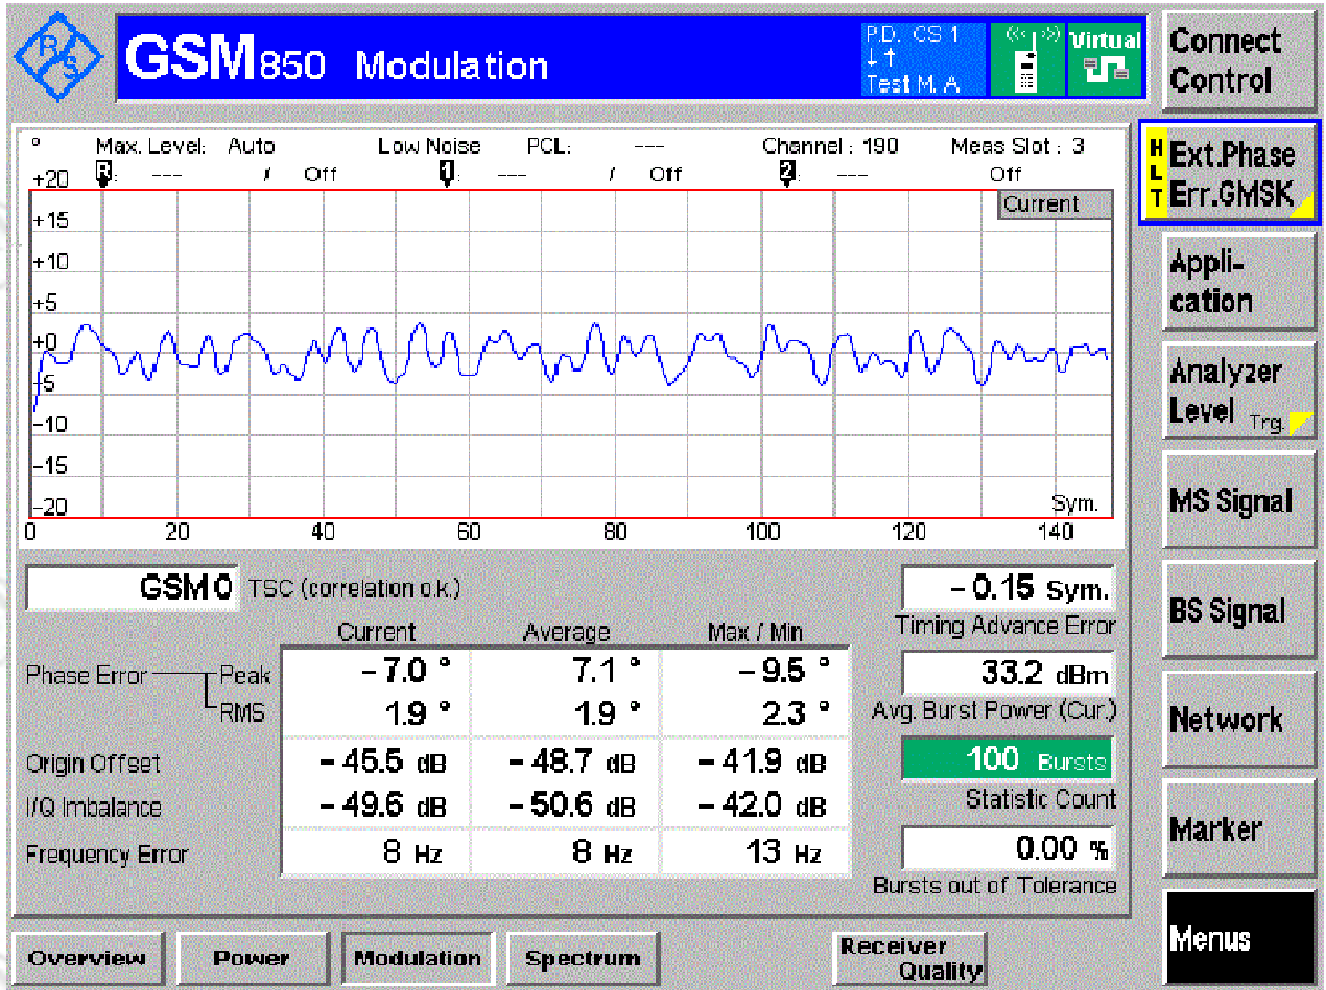 R
S
GSM850 Modulation
P.D. CS 1
Test M. A.
Virtual
Connect
Control
° Max. Level: Auto Low Noise PCL: --- Channel : 190 Meas Slot : 3
R : --- / Off 1 : --- / Off 2 : --- Off
Current
+20
+15
+10
+5
+0
-5
-10
-15
-20
Sym.
0 20 40 60 80 100 120 140
GSM 0 TSC (correlation o.k.)
Current Average Max / Min
Phase Error Peak -7.0 ° 7.1 ° -9.5 °
RMS 1.9 ° 1.9 ° 2.3 °
Origin Offset -45.5 dB -48.7 dB -41.9 dB
I/Q Imbalance -49.6 dB -50.6 dB -42.0 dB
Frequency Error 8 Hz 8 Hz 13 Hz
-0.15 Sym.
Timing Advance Error
33.2 dBm
Avg. Burst Power (Cur.)
100 Bursts
Statistic Count
0.00 %
Bursts out of Tolerance
HLT
Ext.Phase
Err.GMSK
Appli-
cation
Analyzer
Level Trg.
MS Signal
BS Signal
Network
Marker
Menus
Overview Power Modulation Spectrum Receiver
Quality